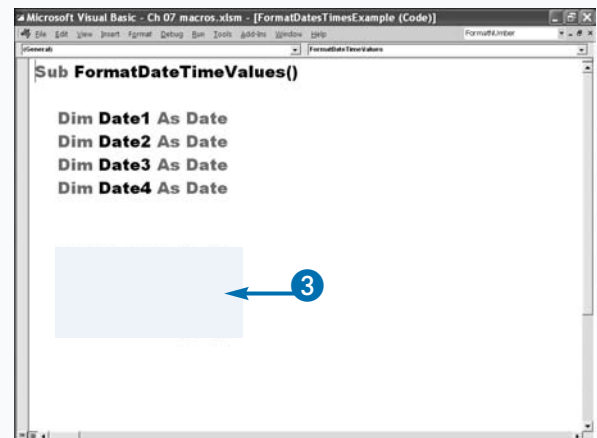 Microsoft Visual Basic - Ch 07 macros.xlsm - [FormatDatesTimesExample (Code)]
File Edit View Insert Format Debug Run Tools Add-Ins Window Help
FormatNumber
(General)
FormatDateTimeValues
Sub FormatDateTimeValues()
Dim Date1 As Date
Dim Date2 As Date
Dim Date3 As Date
Dim Date4 As Date
3